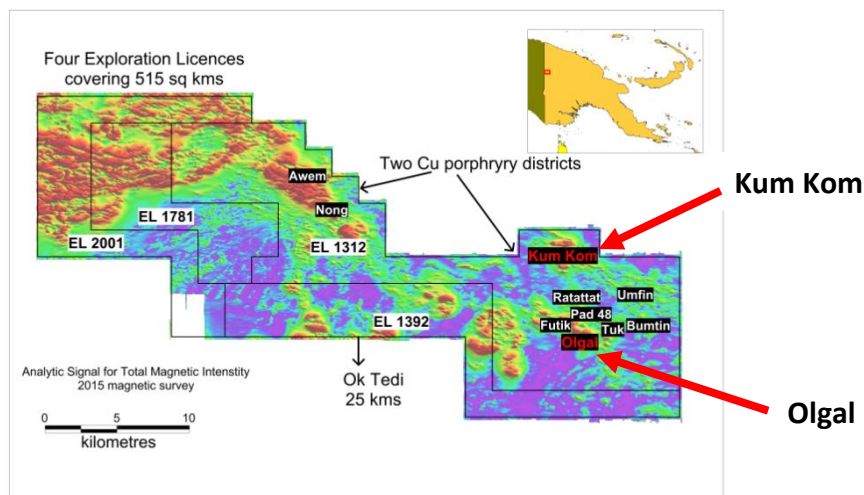 Four Exploration Licences
covering 515 sq kms
Two Cu porphryry districts
Kum Kom
Awem
Nong
EL 1781
EL 2001
EL 1312
Kum Kom
Ratattat
Umfin
Pad 48
Futik
Tuk
Bumtin
EL 1392
Olgal
Analytic Signal for Total Magnetic Intenstity
2015 magnetic survey
Ok Tedi
25 kms
Olgal
0
5
10
kilometres